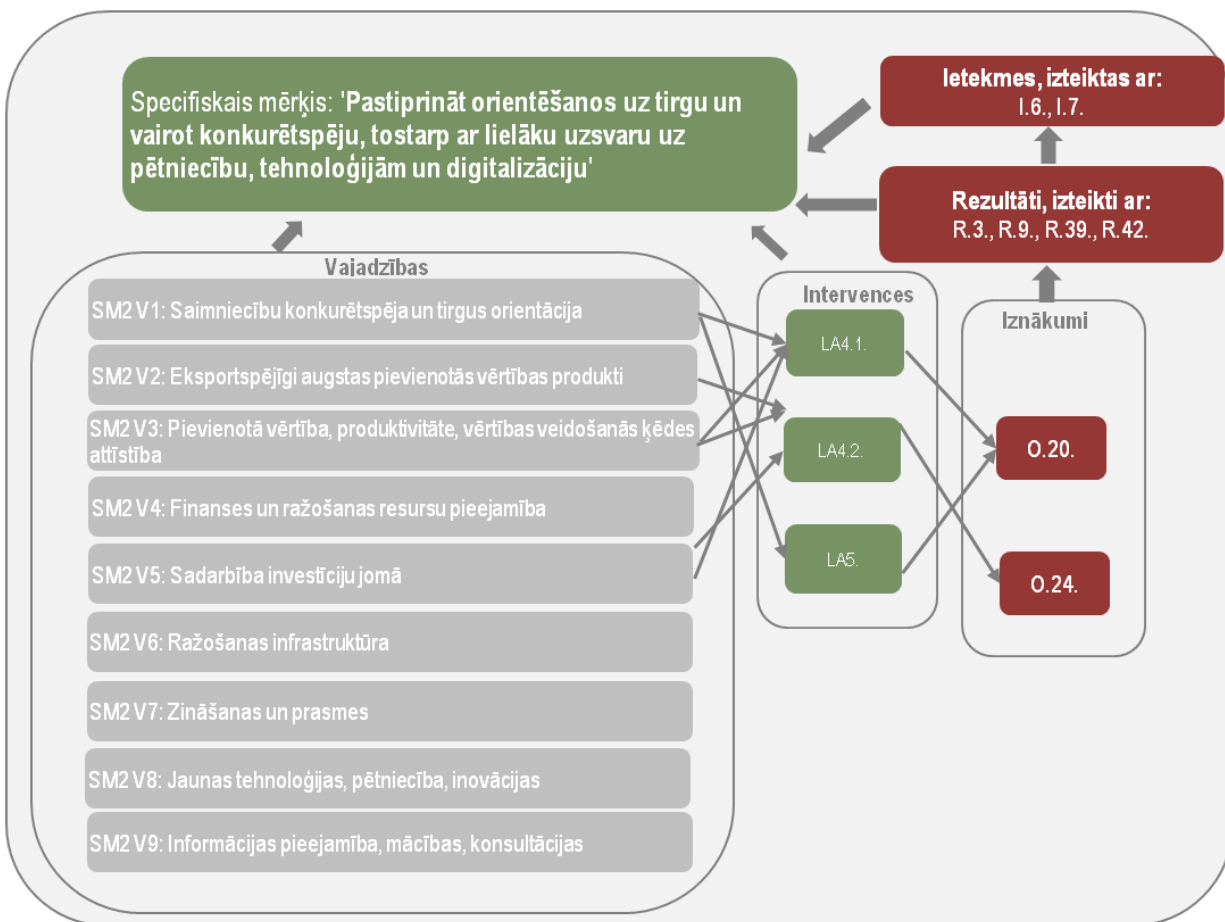 Specifiskais mērķis: 'Pastiprināt orientēšanos uz tirgu un
vairot konkurētspēju, tostarp ar lielāku uzsvaru uz
pētniecību, tehnoloģijām un digitalizāciju'
Ietekmes, izteiktas ar:
I.6., I.7.
Rezultāti, izteikti ar:
R.3., R.9., R.39., R.42.
Vajadzības
SM2 V1: Saimniecību konkurētspēja un tirgus orientācija
SM2 V2: Eksportspējīgi augstas pievienotās vērtības produkti
SM2 V3: Pievienotā vērtība, produktivitāte, vērtības veidošanās ķēdes
attīstība
SM2 V4: Finanses un ražošanas resursu pieejamība
SM2 V5: Sadarbība investīciju jomā
SM2 V6: Ražošanas infrastruktūra
SM2 V7: Zināšanas un prasmes
SM2 V8: Jaunas tehnoloģijas, pētniecība, inovācijas
SM2 V9: Informācijas pieejamība, mācības, konsultācijas
Intervences
LA4.1.
LA4.2.
LA5.
Iznākumi
O.20.
O.24.